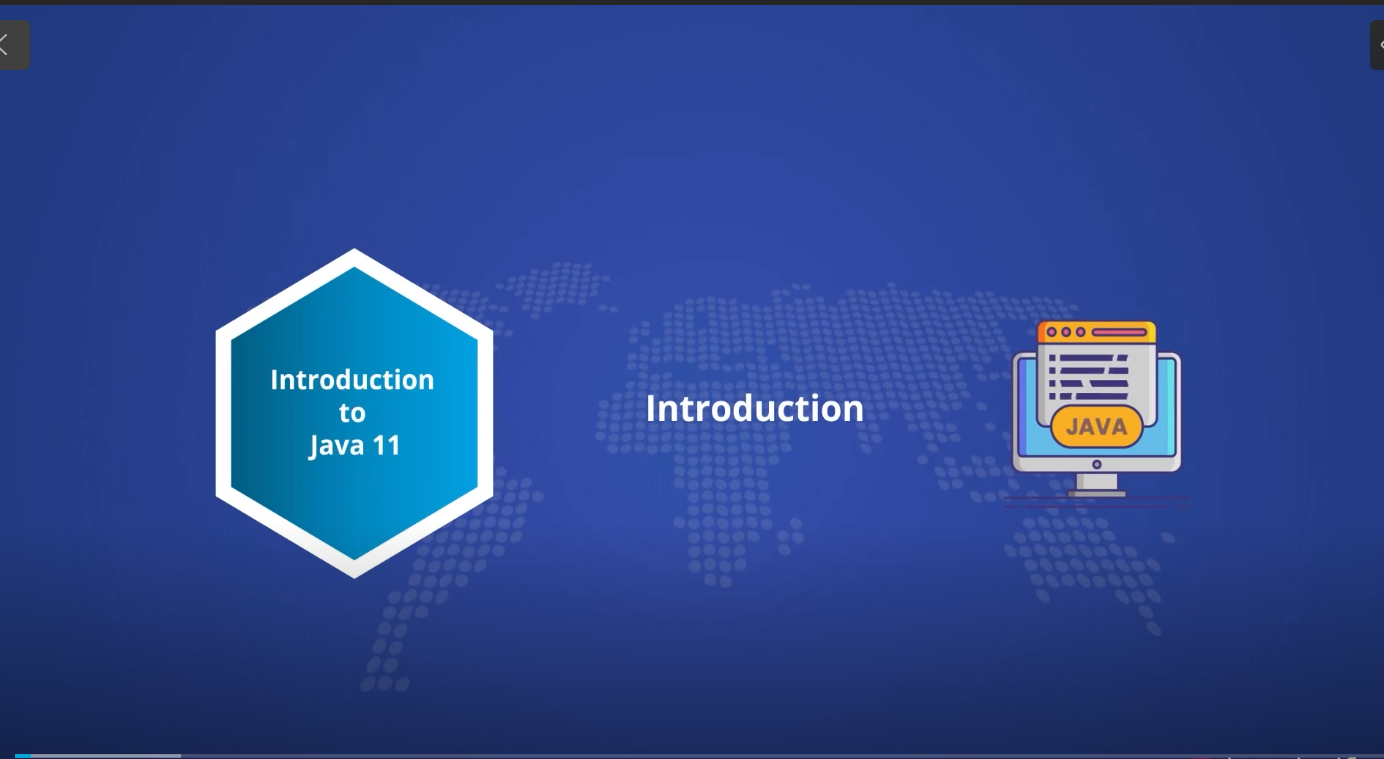 Introduction
to
Java 11
Introduction
JAVA